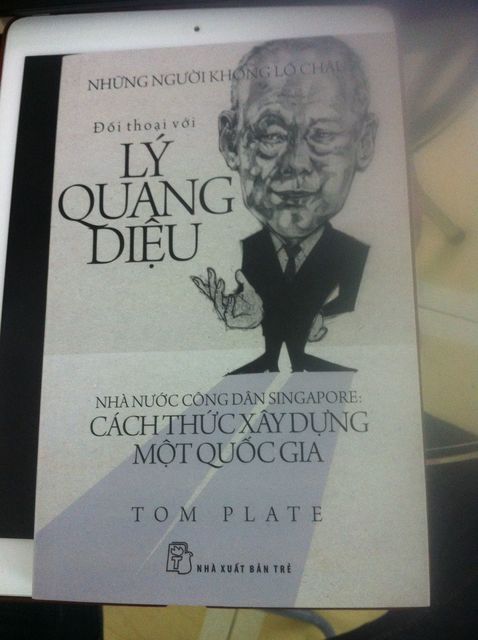 NHỮNG NGƯỜI KHỔNG LỒ CHÂU
Đối thoại với
LÝ
QUANG
DIỆU
NHÀ NƯỚC CÔNG DÂN SINGAPORE:
CÁCH THỨC XÂY DỰNG
MỘT QUỐC GIA
TOM PLATE
NHÀ XUẤT BẢN TRẺ